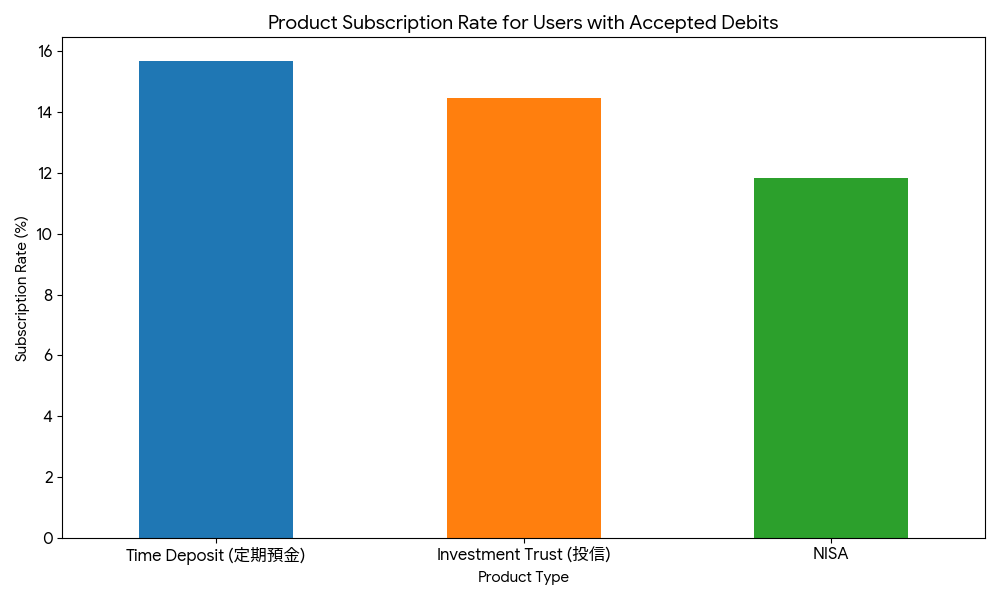 Product Subscription Rate for Users with Accepted Debits
Subscription Rate (%)
16
14
12
10
8
6
4
2
0
Time Deposit (定期預金)
Investment Trust (投信)
NISA
Product Type